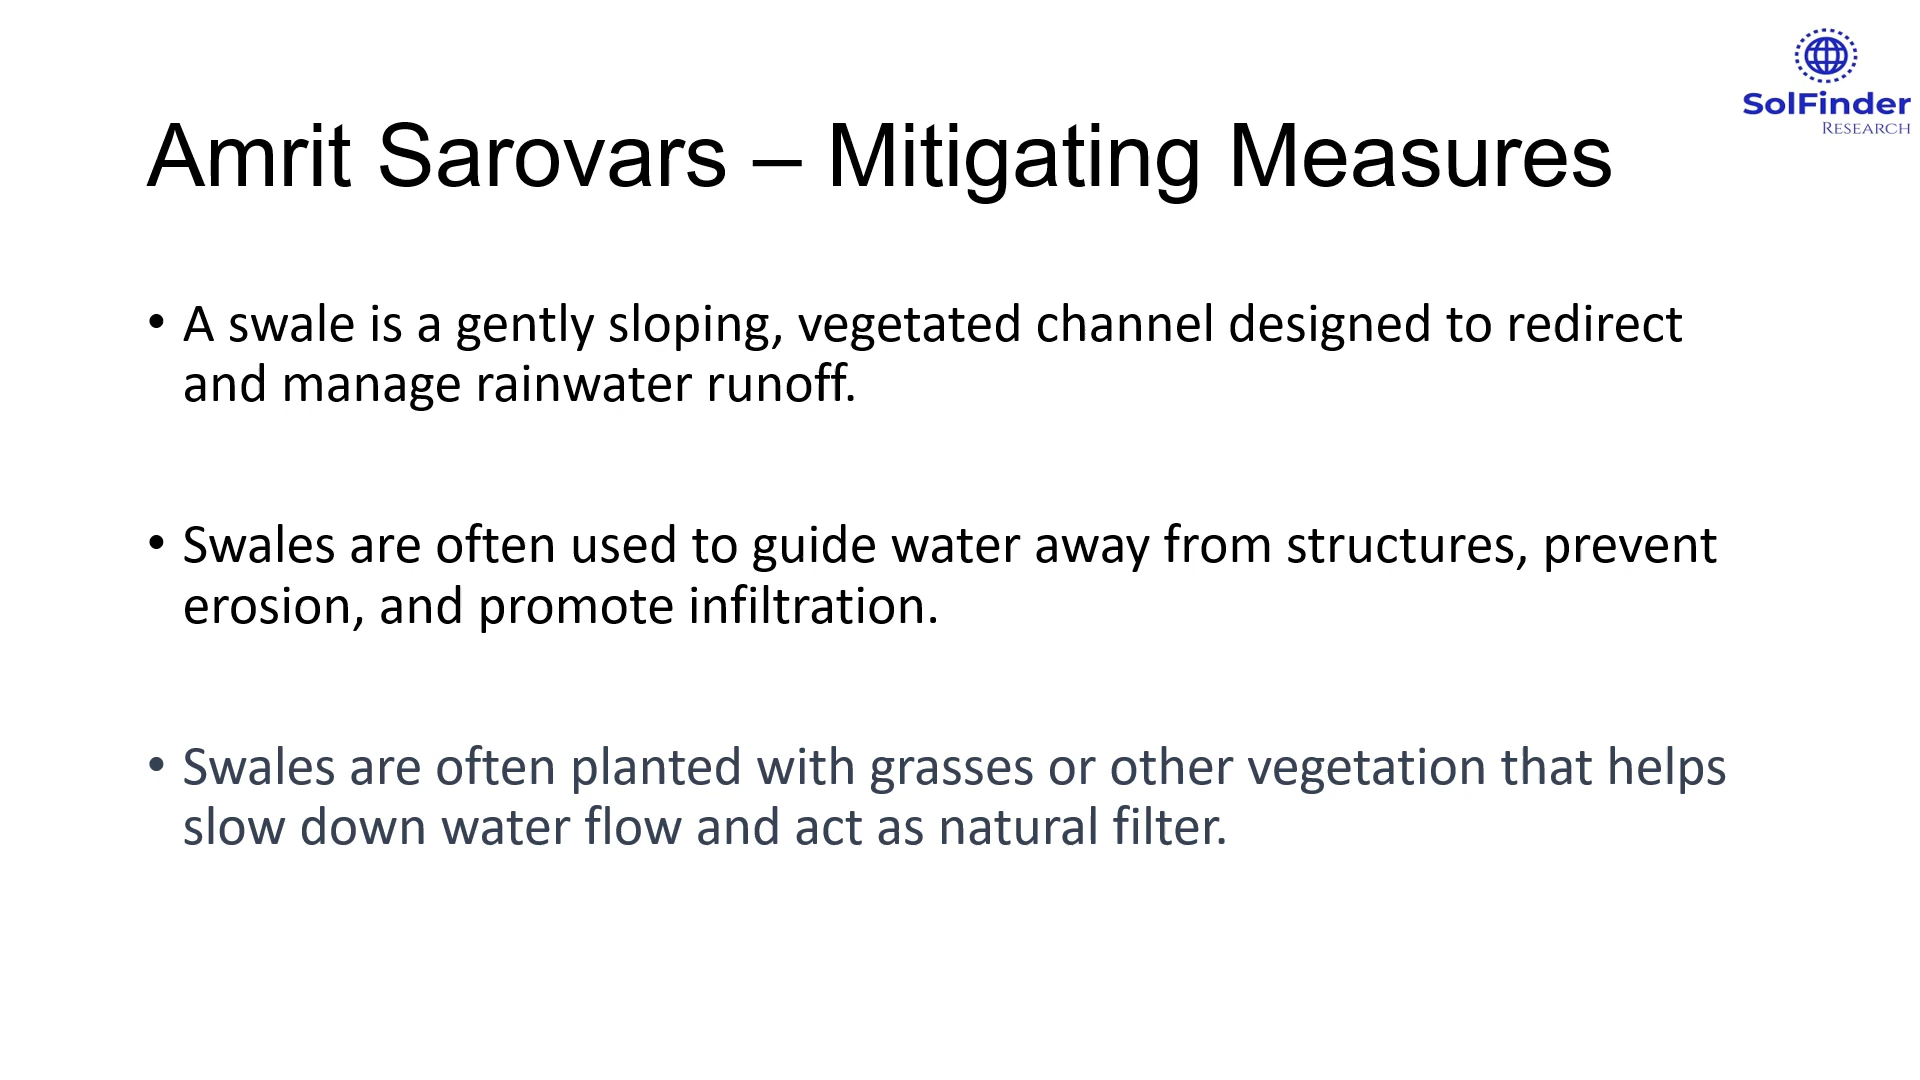 SolFinder
RESEARCH
Amrit Sarovars – Mitigating Measures
• A swale is a gently sloping, vegetated channel designed to redirect
and manage rainwater runoff.
• Swales are often used to guide water away from structures, prevent
erosion, and promote infiltration.
• Swales are often planted with grasses or other vegetation that helps
slow down water flow and act as natural filter.